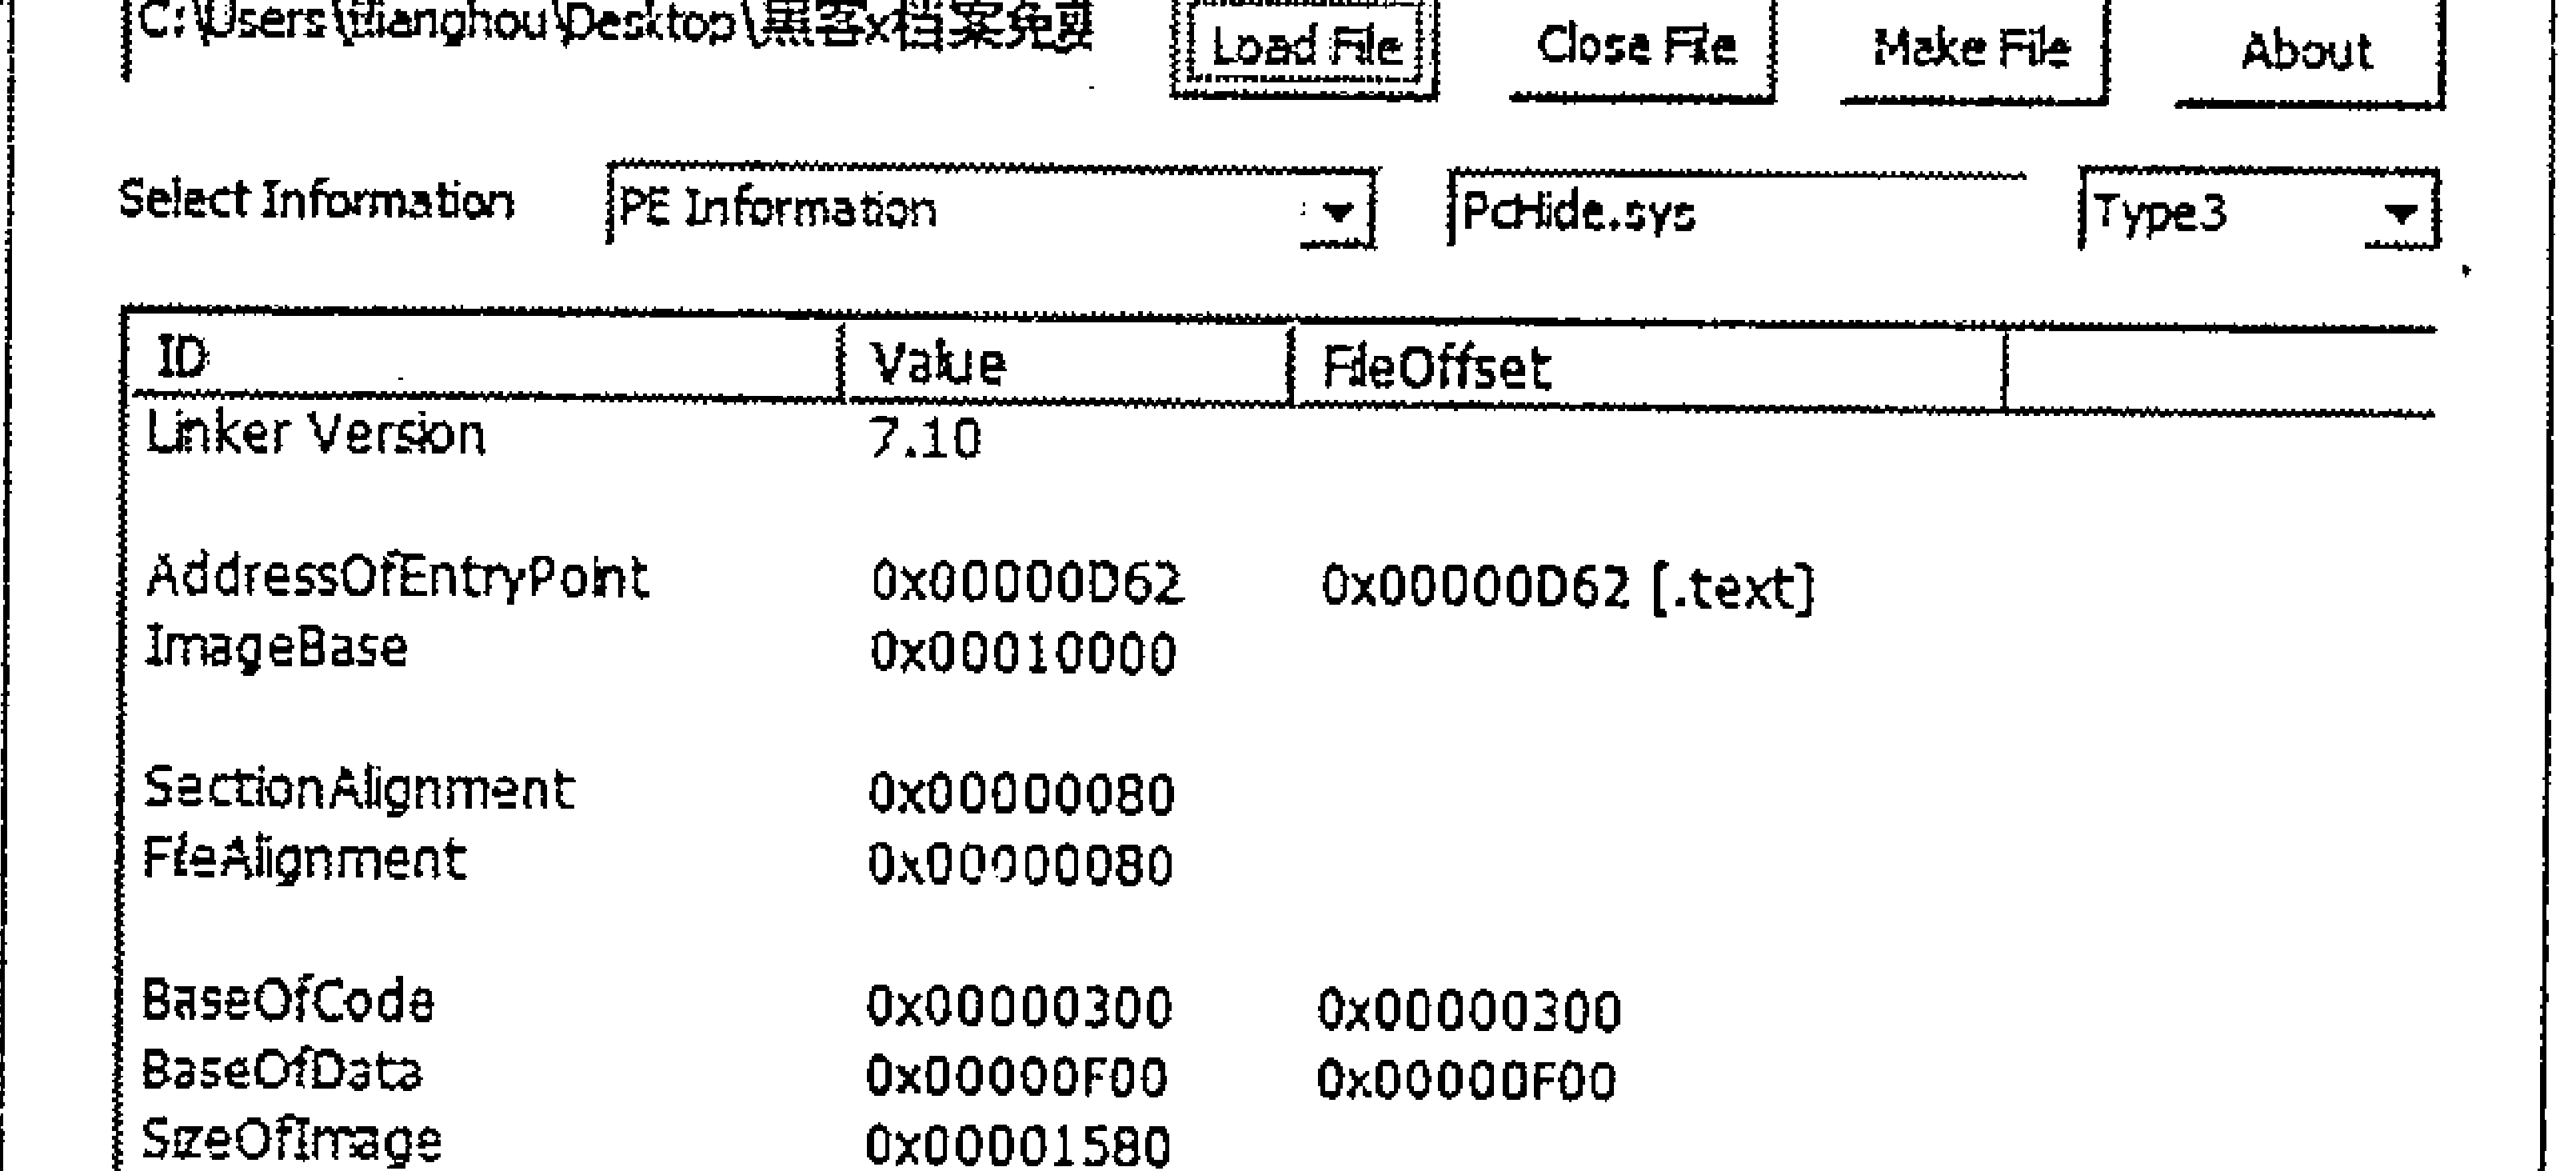 C:\Users\tilianghou\Desktop\黑客x档案免
Load File
Close File
Make File
About
Select Information
PE Information
PcHide.sys
Type3
ID Value FileOffset
Linker Version 7.10
AddressOfEntryPoint 0x00000D62 0x00000D62 [.text]
ImageBase 0x00010000
SectionAlignment 0x00000080
FileAlignment 0x00000080
BaseOfCode 0x00000300 0x00000300
BaseOfData 0x00000F00 0x00000F00
SizeOfImage 0x00001580